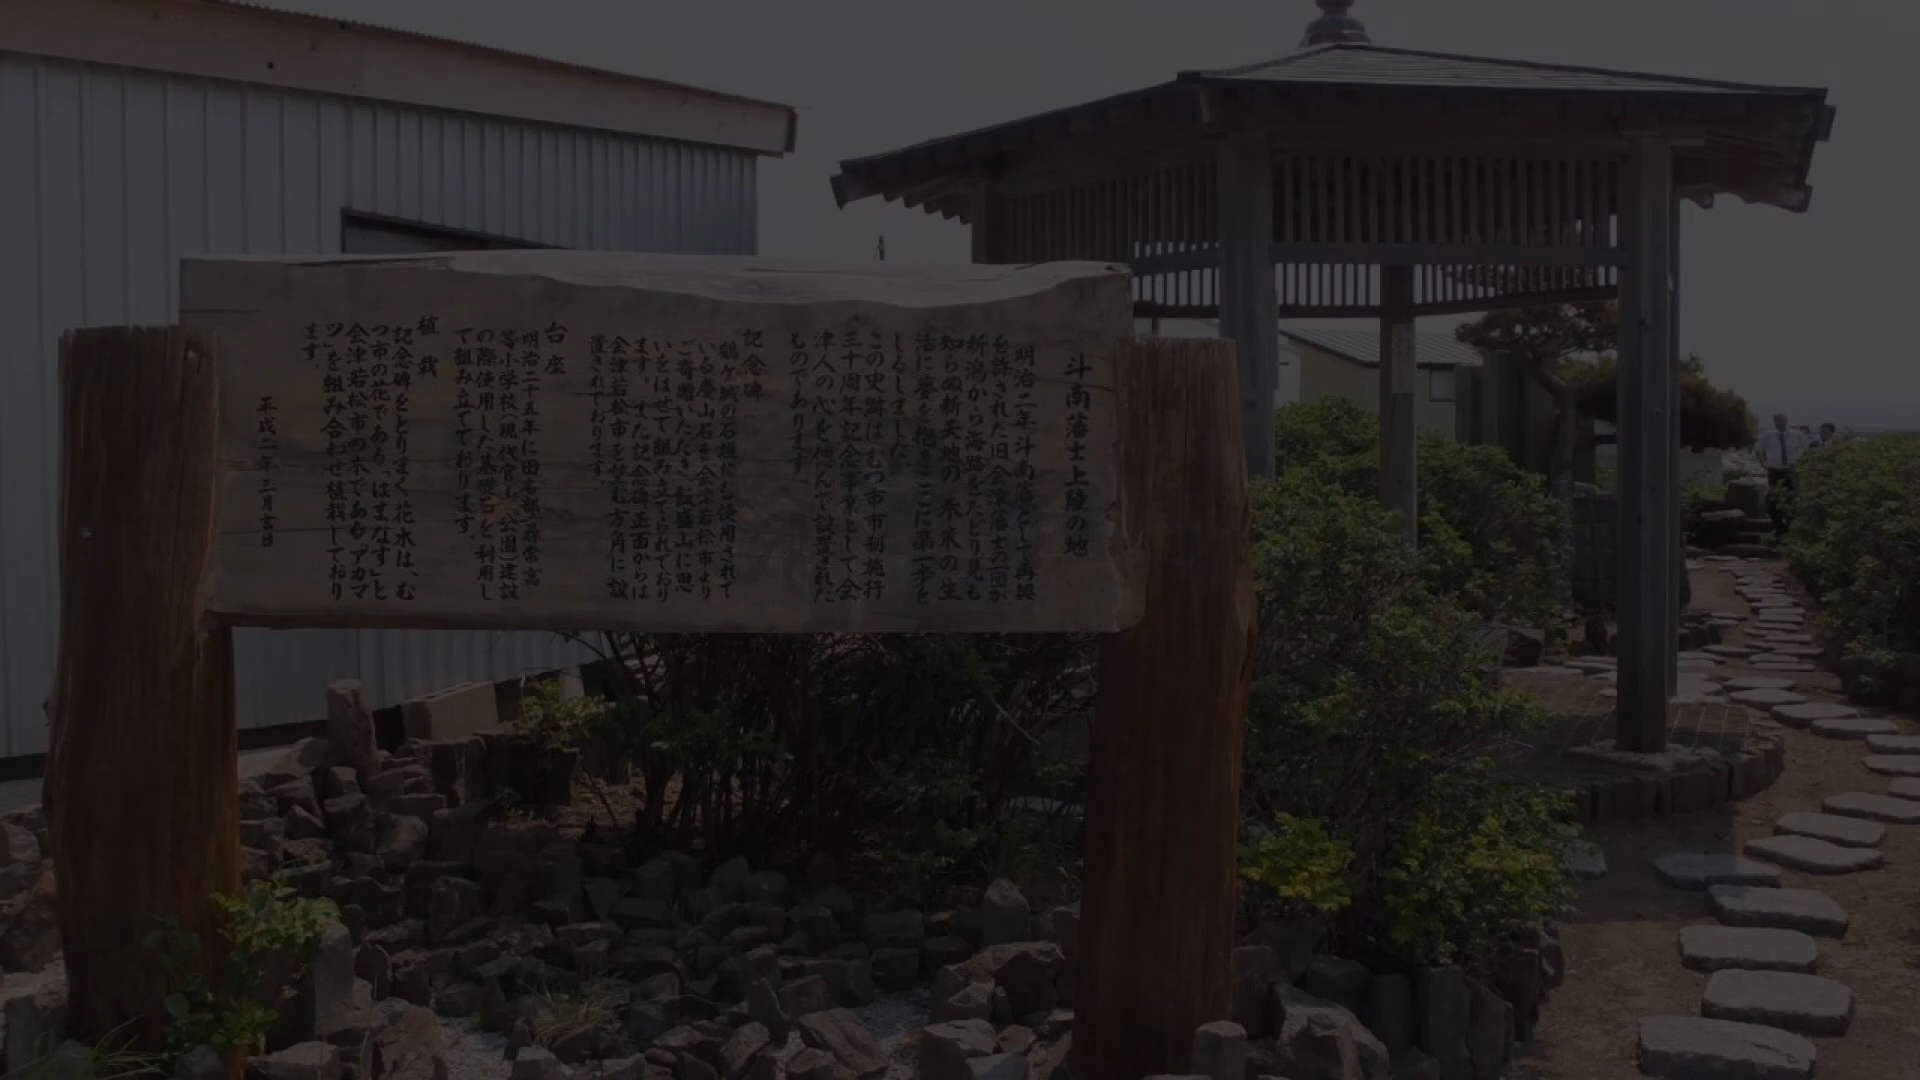 斗南藩士上陸の地
明治二年斗南藩として再興
を許された旧会津藩士の一団が
新潟から海路をたどり見も
知らぬ新天地の未来の生
活に夢を抱きここに第一歩を
しるしました。
この史跡はむつ市市制施行
三十周年記念事業として会
津人の心を偲んで設置された
ものであります。
記念碑
鶴ケ城の石垣にも使用されて
いる慶山石を会津若松市より
ご寄贈いただき、飯盛山に思
いをはせて組み立てられており
ます。また記念碑正面からは
会津若松市を望む方角に設
置されております。
台座
明治二十五年に田名部尋常高
等小学校(現代官山公園)建設
の際使用した基礎石を利用し
て組み立てております。
植栽
記念碑をとりまく花木は、む
つ市の花である「はまなす」と
会津若松市の木である「アカマ
ツ」を組み合わせ植栽しており
ます。
平成二年三月吉日